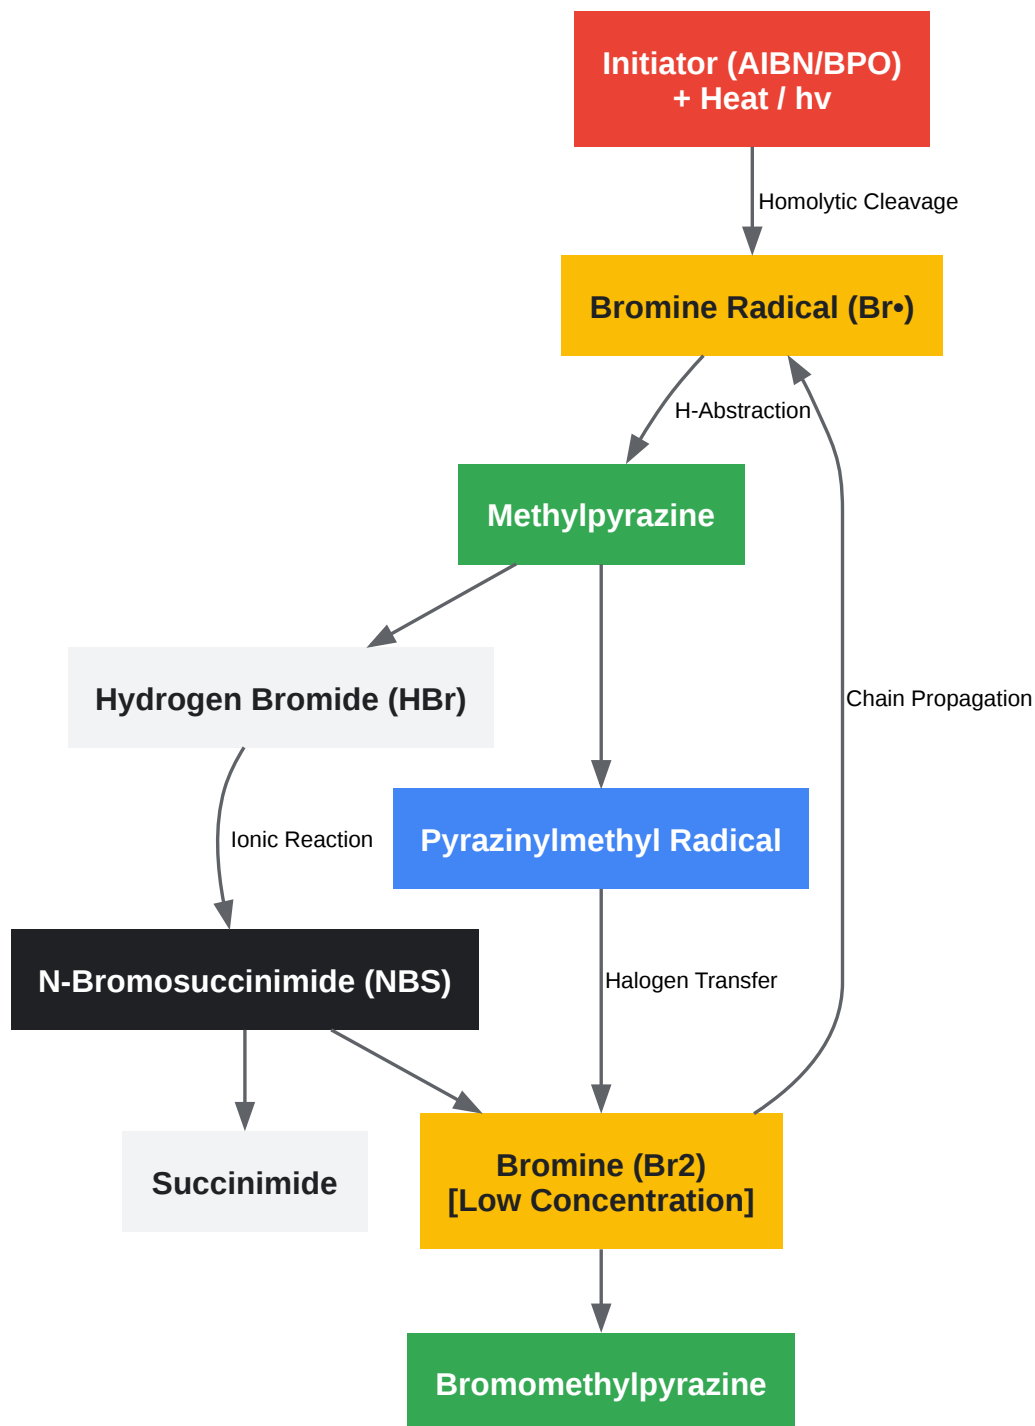 Initiator (AIBN/BPO)
+ Heat / hv
Homolytic Cleavage
Bromine Radical (Br•)
H-Abstraction
Methylpyrazine
Hydrogen Bromide (HBr)
Chain Propagation
Ionic Reaction
Pyrazinylmethyl Radical
N-Bromosuccinimide (NBS)
Halogen Transfer
Succinimide
Bromine (Br2)
[Low Concentration]
Bromomethylpyrazine